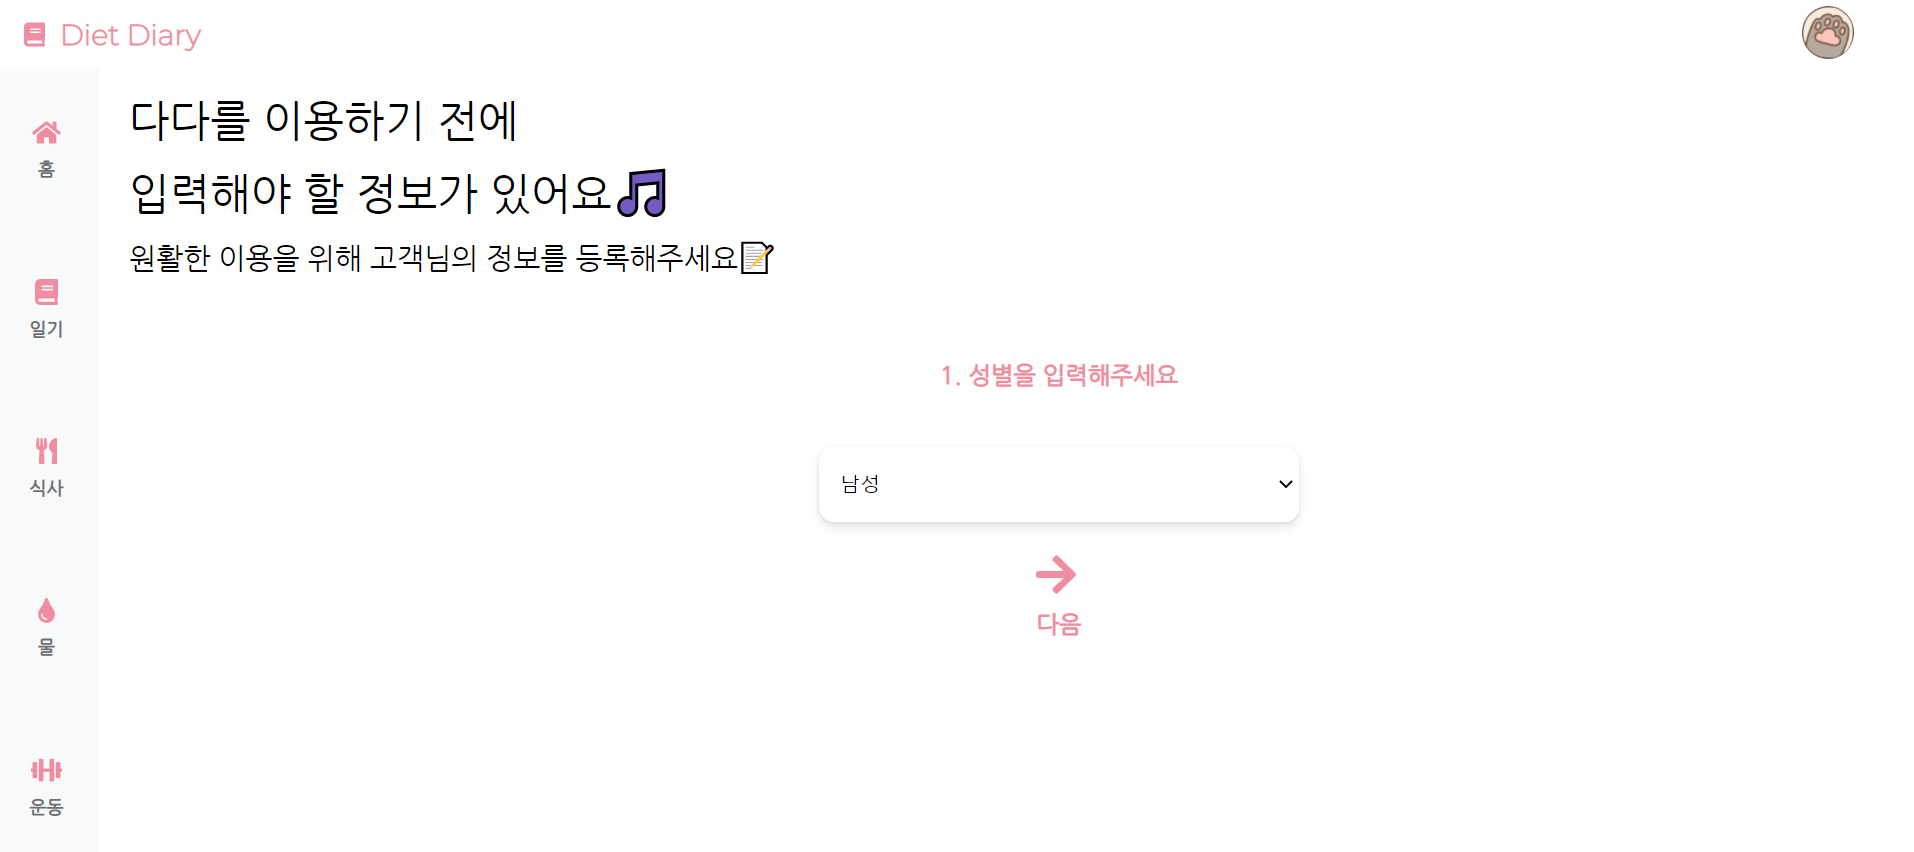 Diet Diary
홈
일기
식사
물
운동
다다를 이용하기 전에
입력해야 할 정보가 있어요🎵
원활한 이용을 위해 고객님의 정보를 등록해주세요📝
1. 성별을 입력해주세요
남성
다음